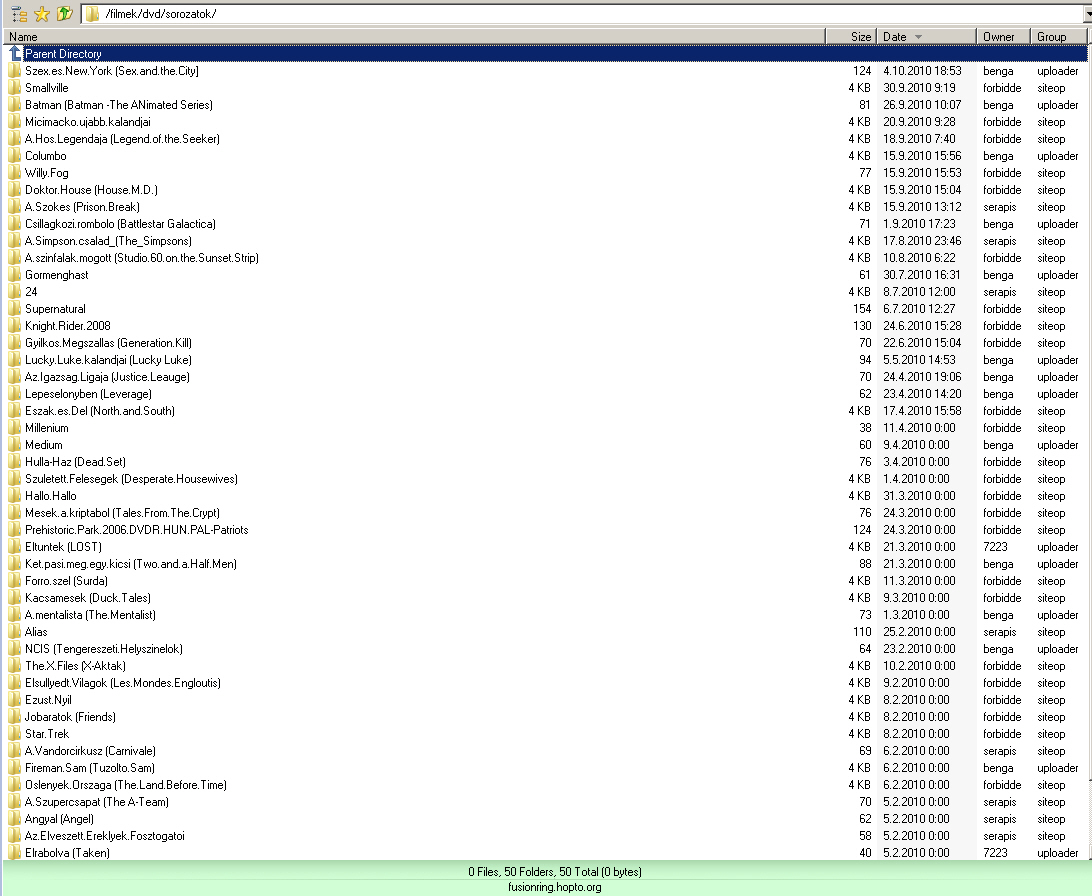 /filmek/dvd/sorozatok/
Name Size Date Owner Group
Parent Directory
Szex.es.New.York (Sex.and.the.City] 124 4.10.2010 18:53 benga uploader
Smallville 4 KB 30.9.2010 9:19 forbidde siteop
Batman (Batman -The ANimated Series) 81 26.9.2010 10:07 benga uploader
Micimacko.ujabb.kalandjai 4 KB 20.9.2010 9:28 forbidde siteop
A.Hos.Legendaja (Legend.of.the.Seeker) 4 KB 18.9.2010 7:40 forbidde siteop
Columbo 4 KB 15.9.2010 15:56 benga uploader
Willy.Fog 77 15.9.2010 15:53 forbidde siteop
Doktor.House (House.M.D.) 4 KB 15.9.2010 15:04 forbidde siteop
A.Szokes (Prison.Break) 4 KB 15.9.2010 13:12 serapis siteop
Csillagkozi.rombolo (Battlestar Galactica) 71 1.9.2010 17:23 benga uploader
A.Simpson.csalad_(The_Simpsons) 4 KB 17.8.2010 23:46 serapis siteop
A.szinfalak.mogott (Studio.60.on.the.Sunset.Strip) 4 KB 10.8.2010 6:22 forbidde siteop
Gormenghast 61 30.7.2010 16:31 benga uploader
24 4 KB 8.7.2010 12:00 serapis siteop
Supernatural 154 6.7.2010 12:27 forbidde siteop
Knight.Rider.2008 130 24.6.2010 15:28 forbidde siteop
Gyilkos.Megszallas (Generation.Kill) 70 22.6.2010 15:04 forbidde siteop
Lucky.Luke.kalandjai (Lucky Luke) 94 5.5.2010 14:53 benga uploader
Az.Igazsag.Ligaja (Justice.Leauge) 70 24.4.2010 19:06 benga uploader
Lepeselonyben (Leverage) 62 23.4.2010 14:20 benga uploader
Eszak.es.Del (North.and.South) 4 KB 17.4.2010 15:58 forbidde siteop
Millenium 38 11.4.2010 0:00 forbidde siteop
Medium 60 9.4.2010 0:00 benga uploader
Hulla-Haz (Dead.Set) 76 3.4.2010 0:00 forbidde siteop
Szuletett.Felesegek (Desperate.Housewives) 4 KB 1.4.2010 0:00 forbidde siteop
Hallo.Hallo 4 KB 31.3.2010 0:00 forbidde siteop
Mesek.a.kriptabol (Tales.From.The.Crypt) 76 24.3.2010 0:00 forbidde siteop
Prehistoric.Park.2006.DVDR.HUN.PAL-Patriots 124 24.3.2010 0:00 forbidde siteop
Eltuntek (LOST) 4 KB 21.3.2010 0:00 7223 uploader
Ket.pasi.meg.egy.kicsi (Two.and.a.Half.Men) 88 21.3.2010 0:00 benga uploader
Forro.szel (Surda) 4 KB 11.3.2010 0:00 forbidde siteop
Kacsamesek (Duck.Tales) 4 KB 9.3.2010 0:00 forbidde siteop
A.mentalista (The.Mentalist) 73 1.3.2010 0:00 benga uploader
Alias 110 25.2.2010 0:00 serapis siteop
NCIS (Tengereszeti.Helyszinelok) 64 23.2.2010 0:00 benga uploader
The.X.Files (X-Aktak) 4 KB 10.2.2010 0:00 forbidde siteop
Elsullyedt.Vilagok (Les.Mondes.Engloutis) 4 KB 9.2.2010 0:00 forbidde siteop
Ezust.Nyil 4 KB 8.2.2010 0:00 forbidde siteop
Jobaratok (Friends) 4 KB 8.2.2010 0:00 forbidde siteop
Star.Trek 4 KB 8.2.2010 0:00 forbidde siteop
A.Vandorcirkusz (Carnivale) 69 6.2.2010 0:00 serapis siteop
Fireman.Sam (Tuzolto.Sam) 4 KB 6.2.2010 0:00 benga uploader
Oslenyek.Orszaga (The.Land.Before.Time) 4 KB 6.2.2010 0:00 forbidde siteop
A.Szupercsapat (The A-Team) 70 5.2.2010 0:00 serapis siteop
Angyal (Angel) 62 5.2.2010 0:00 serapis siteop
Az.Elveszett.Ereklyek.Fosztogatoi 58 5.2.2010 0:00 serapis siteop
Elrabolva (Taken) 40 5.2.2010 0:00 7223 uploader
0 Files, 50 Folders, 50 Total (0 bytes)
fusionring.hopto.org